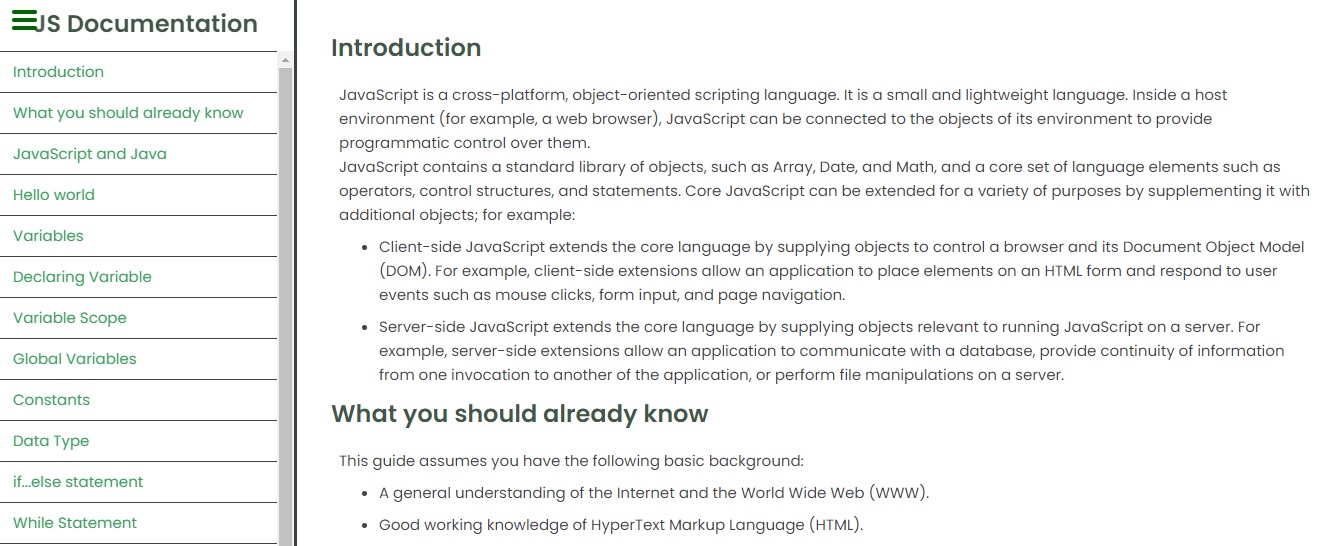 JS Documentation
Introduction
What you should already know
JavaScript and Java
Hello world
Variables
Declaring Variable
Variable Scope
Global Variables
Constants
Data Type
if...else statement
While Statement
Introduction
JavaScript is a cross-platform, object-oriented scripting language. It is a small and lightweight language. Inside a host
environment (for example, a web browser), JavaScript can be connected to the objects of its environment to provide
programmatic control over them.
JavaScript contains a standard library of objects, such as Array, Date, and Math, and a core set of language elements such as
operators, control structures, and statements. Core JavaScript can be extended for a variety of purposes by supplementing it with
additional objects; for example:
• Client-side JavaScript extends the core language by supplying objects to control a browser and its Document Object Model
(DOM). For example, client-side extensions allow an application to place elements on an HTML form and respond to user
events such as mouse clicks, form input, and page navigation.
• Server-side JavaScript extends the core language by supplying objects relevant to running JavaScript on a server. For
example, server-side extensions allow an application to communicate with a database, provide continuity of information
from one invocation to another of the application, or perform file manipulations on a server.
What you should already know
This guide assumes you have the following basic background:
• A general understanding of the Internet and the World Wide Web (WWW).
• Good working knowledge of HyperText Markup Language (HTML).